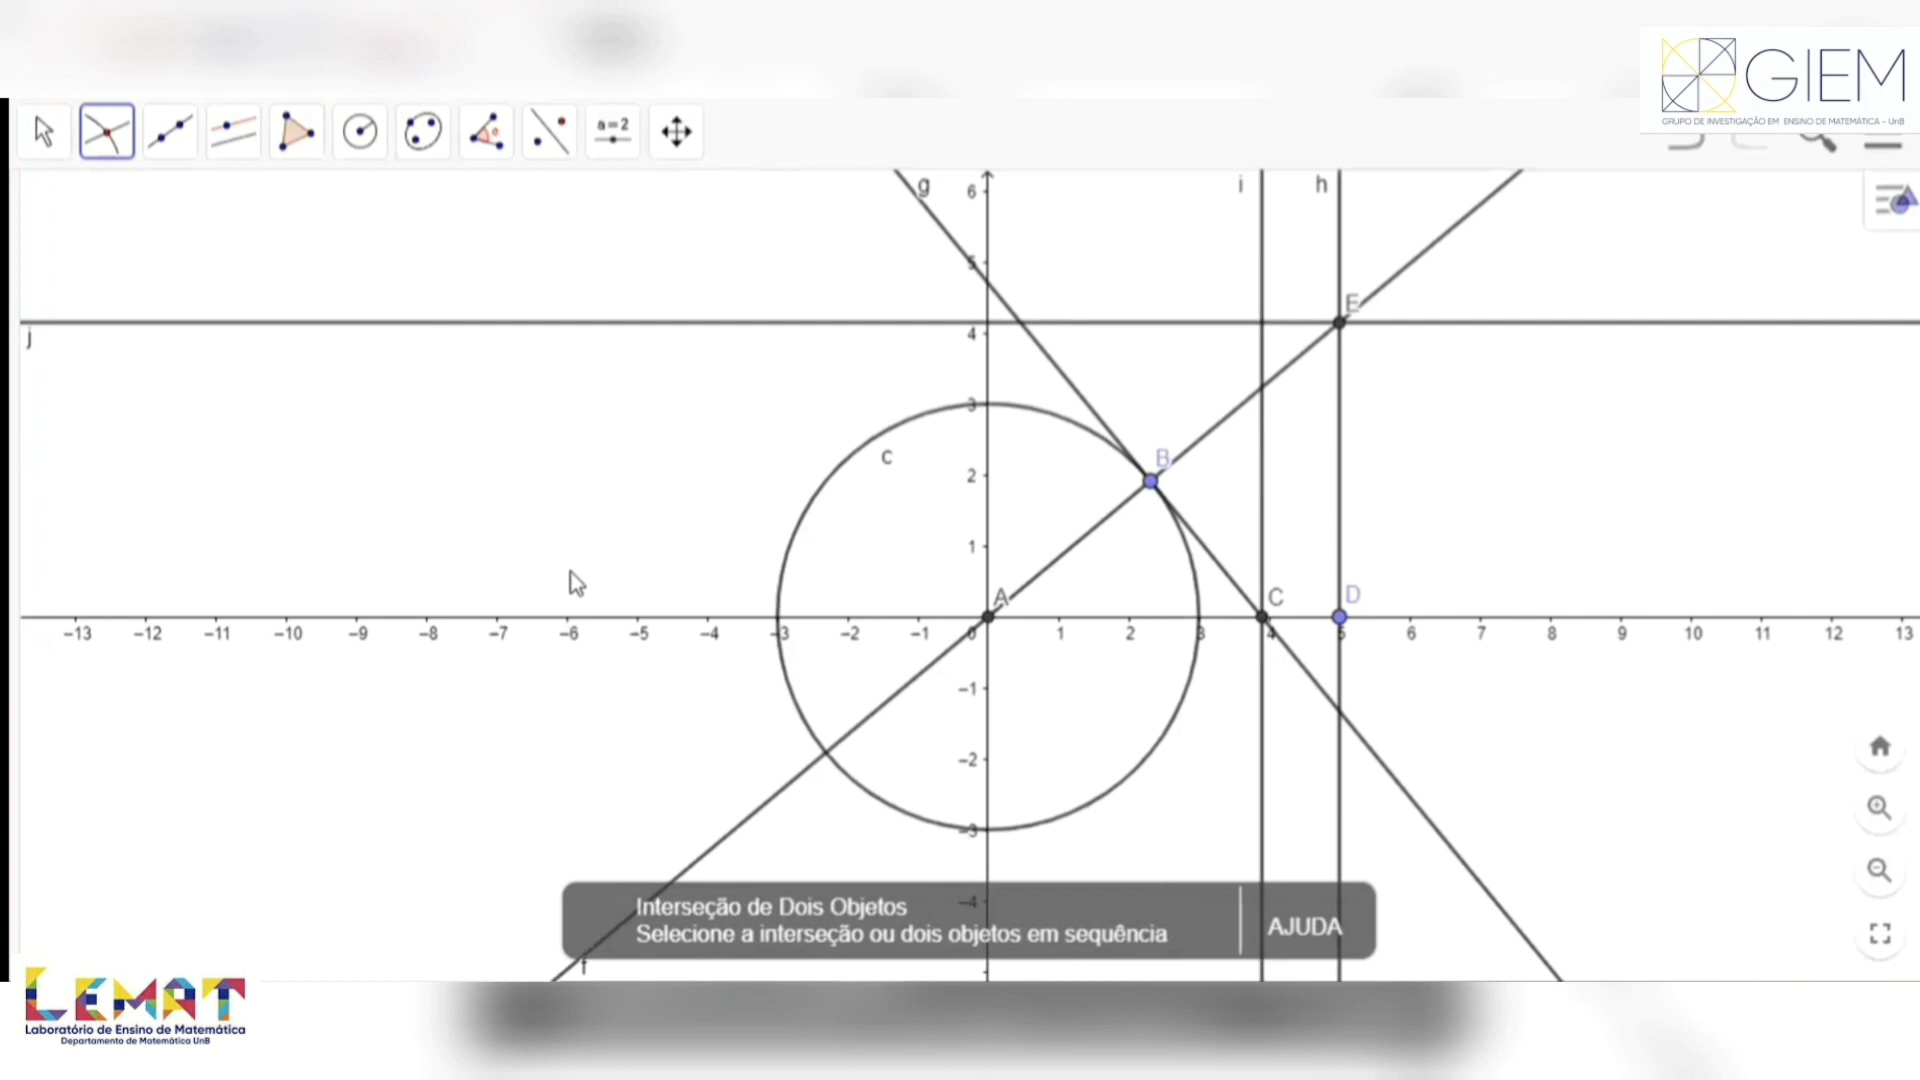 GIEM
GRUPO DE INVESTIGAÇÃO EM ENSINO DE MATEMÁTICA - UnB
a=2
g
i
h
6
5
E
j
4
3
c
B
2
1
A
C
D
-13 -12 -11 -10 -9 -8 -7 -6 -5 -4 -3 -2 -1 0 1 2 3 4 5 6 7 8 9 10 11 12 13
-1
-2
-3
-4
Interseção de Dois Objetos
Selecione a interseção ou dois objetos em sequência
AJUDA
f
LEMAT
Laboratório de Ensino de Matemática
Departamento de Matemática UnB